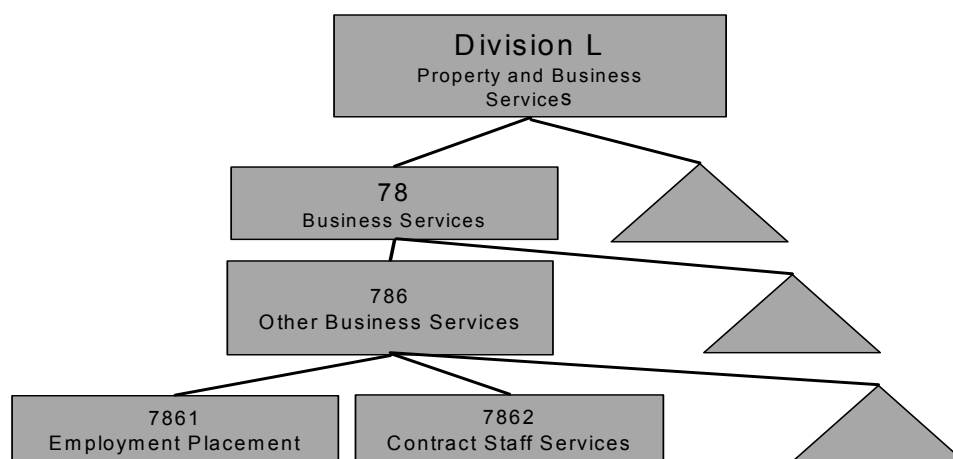 Division L
Property and Business
Services
78
Business Services
786
Other Business Services
7861
Employment Placement
7862
Contract Staff Services